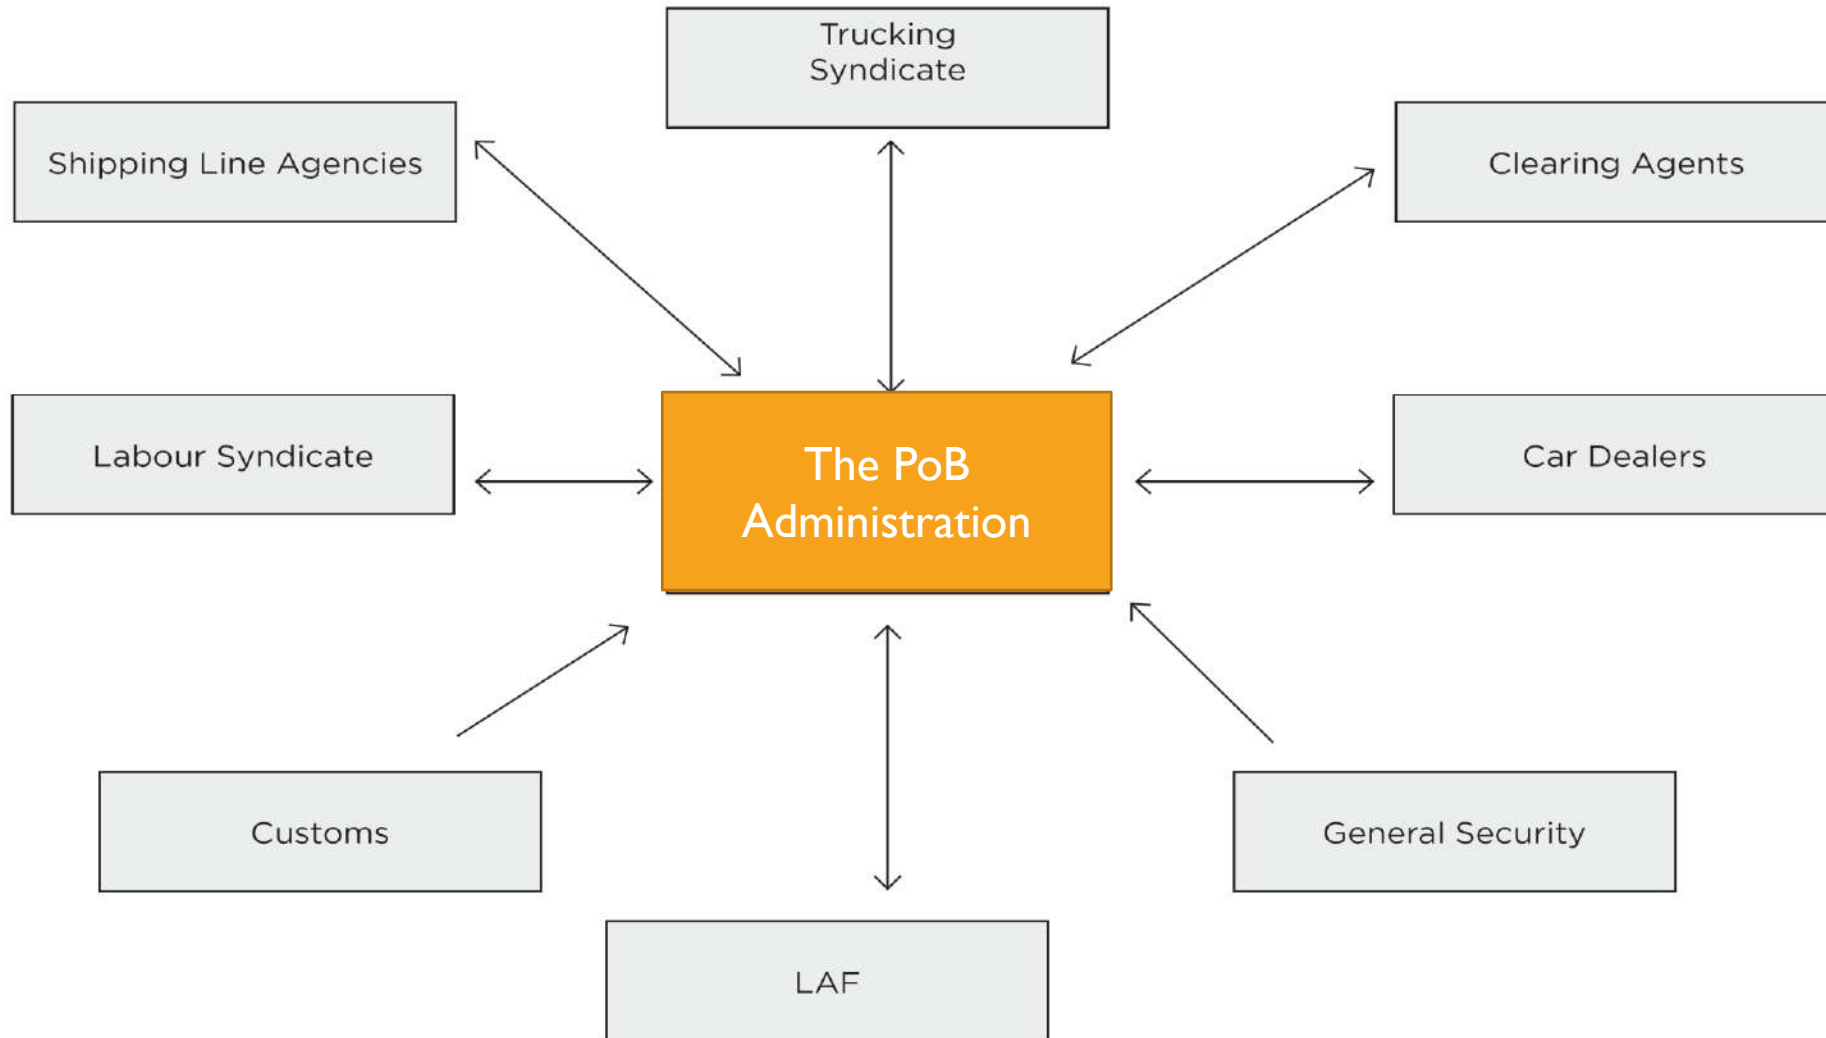 Trucking
Syndicate
Shipping Line Agencies
Clearing Agents
Labour Syndicate
The PoB
Administration
Car Dealers
Customs
General Security
LAF